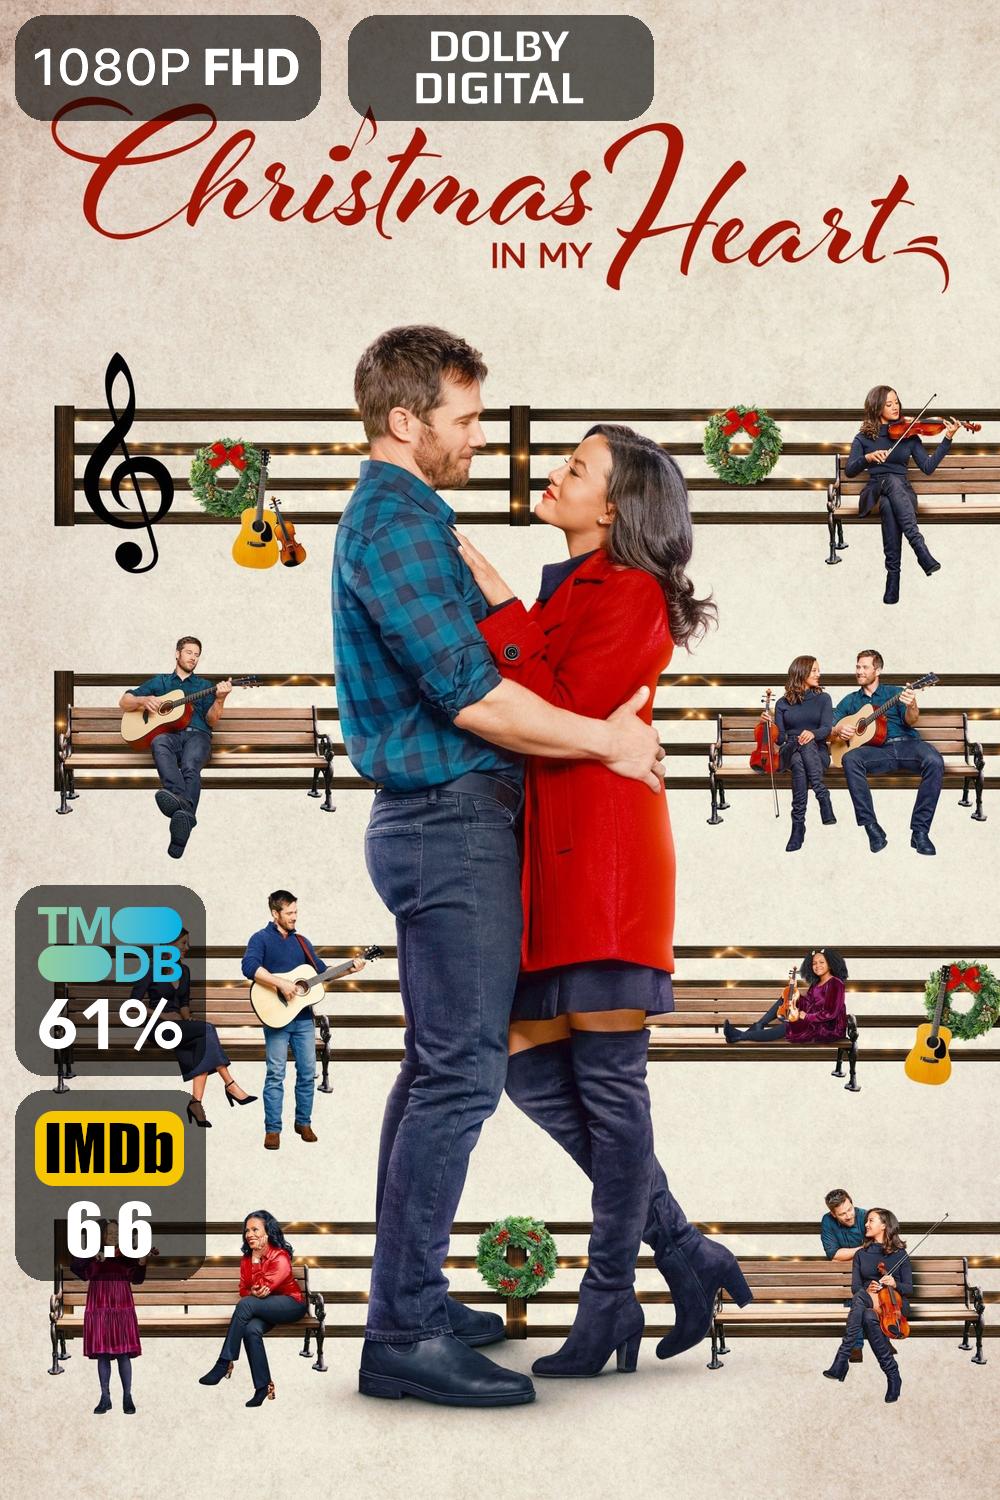 1080P FHD
DOLBY
DIGITAL
Christmas
IN MY Heart
TM
DB
61%
IMDb
6.6